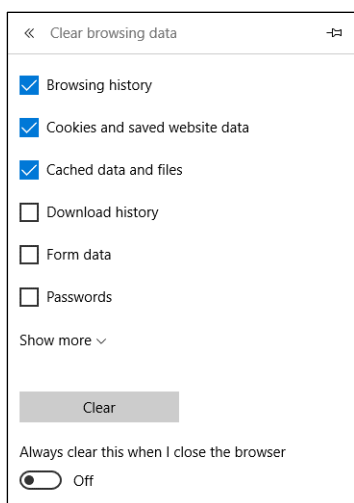 « Clear browsing data
Browsing history
Cookies and saved website data
Cached data and files
Download history
Form data
Passwords
Show more
Clear
Always clear this when I close the browser
Off